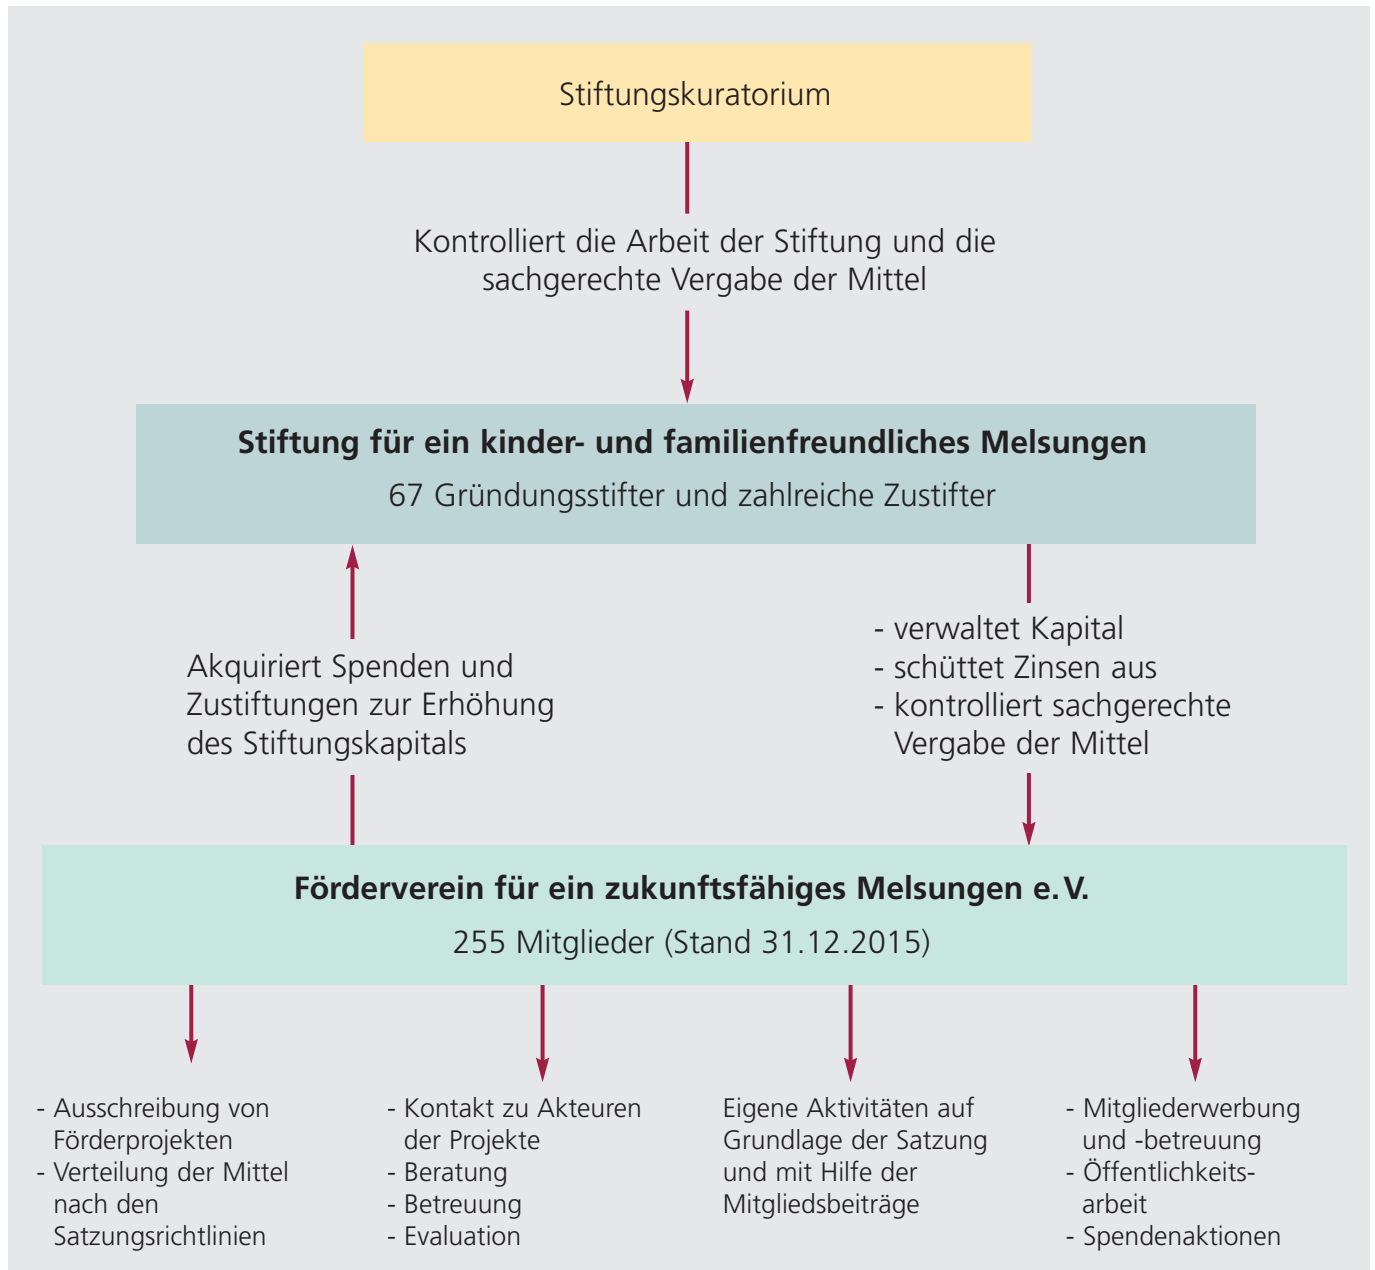 Stiftungskuratorium
Kontrolliert die Arbeit der Stiftung und die
sachgerechte Vergabe der Mittel
Stiftung für ein kinder- und familienfreundliches Melsungen
67 Gründungsstifter und zahlreiche Zustifter
Akquiriert Spenden und
Zustiftungen zur Erhöhung
des Stiftungskapitals
- verwaltet Kapital
- schüttet Zinsen aus
- kontrolliert sachgerechte
Vergabe der Mittel
Förderverein für ein zukunftsfähiges Melsungen e. V.
255 Mitglieder (Stand 31.12.2015)
- Ausschreibung von
Förderprojekten
- Verteilung der Mittel
nach den
Satzungsrichtlinien
- Kontakt zu Akteuren
der Projekte
- Beratung
- Betreuung
- Evaluation
Eigene Aktivitäten auf
Grundlage der Satzung
und mit Hilfe der
Mitgliedsbeiträge
- Mitgliederwerbung
und -betreuung
- Öffentlichkeits-
arbeit
- Spendenaktionen